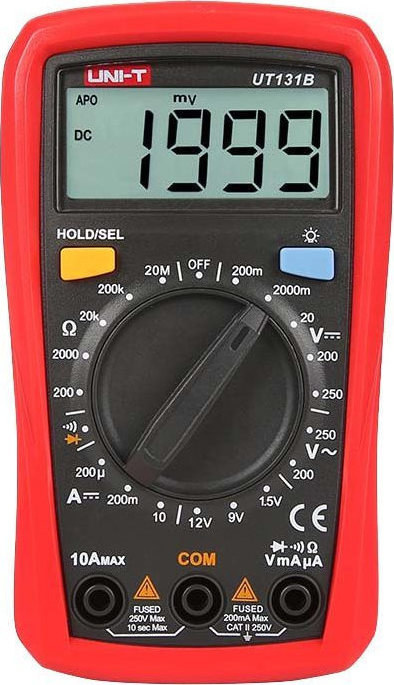 UNI-T UT131B
APO mV
DC 1999
HOLD/SEL
20M OFF 200m
200k 2000m
20k 20
Ω V⎓
2000 200
200 250
250
V~
200µ 200
A⎓ 200m 10 12V 9V 1.5V
CE
10AMAX COM Ω
VmAµA
FUSED FUSED
250V Max 200mA Max
10 sec Max CAT II 250V